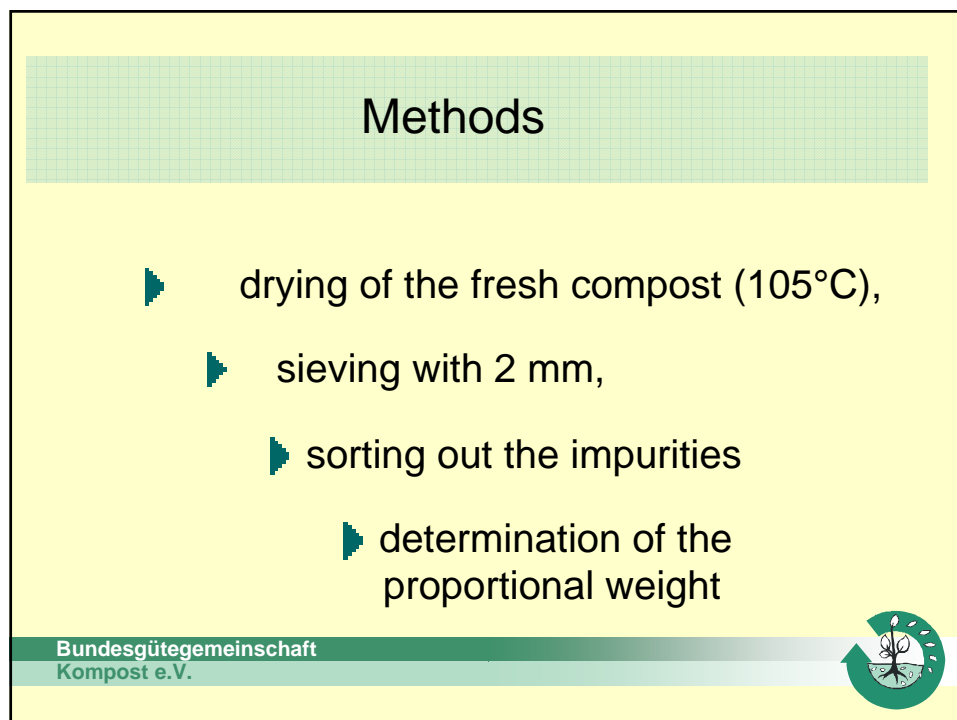 Methods
drying of the fresh compost (105°C),
sieving with 2 mm,
sorting out the impurities
determination of the
proportional weight
Bundesgütegemeinschaft
Kompost e.V.